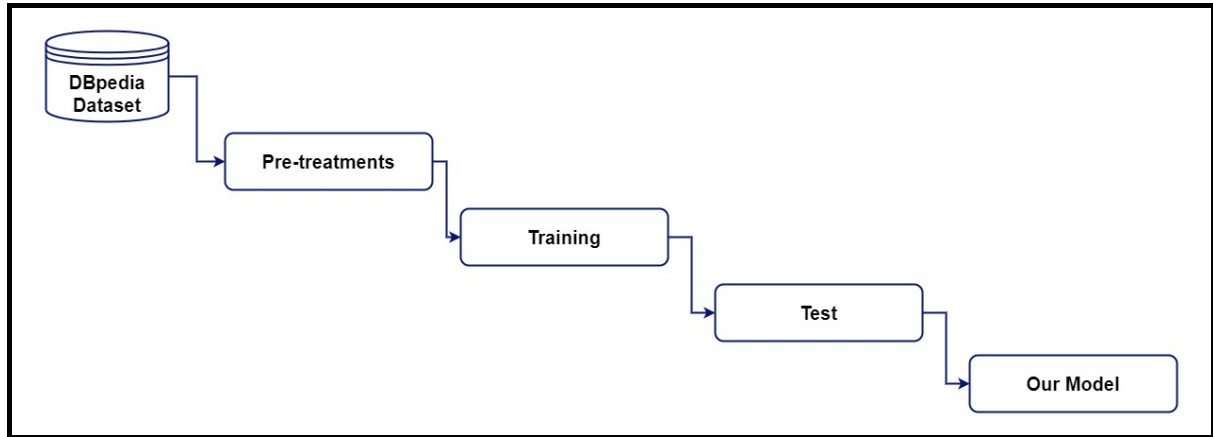 DBpedia
Dataset
Pre-treatments
Training
Test
Our Model